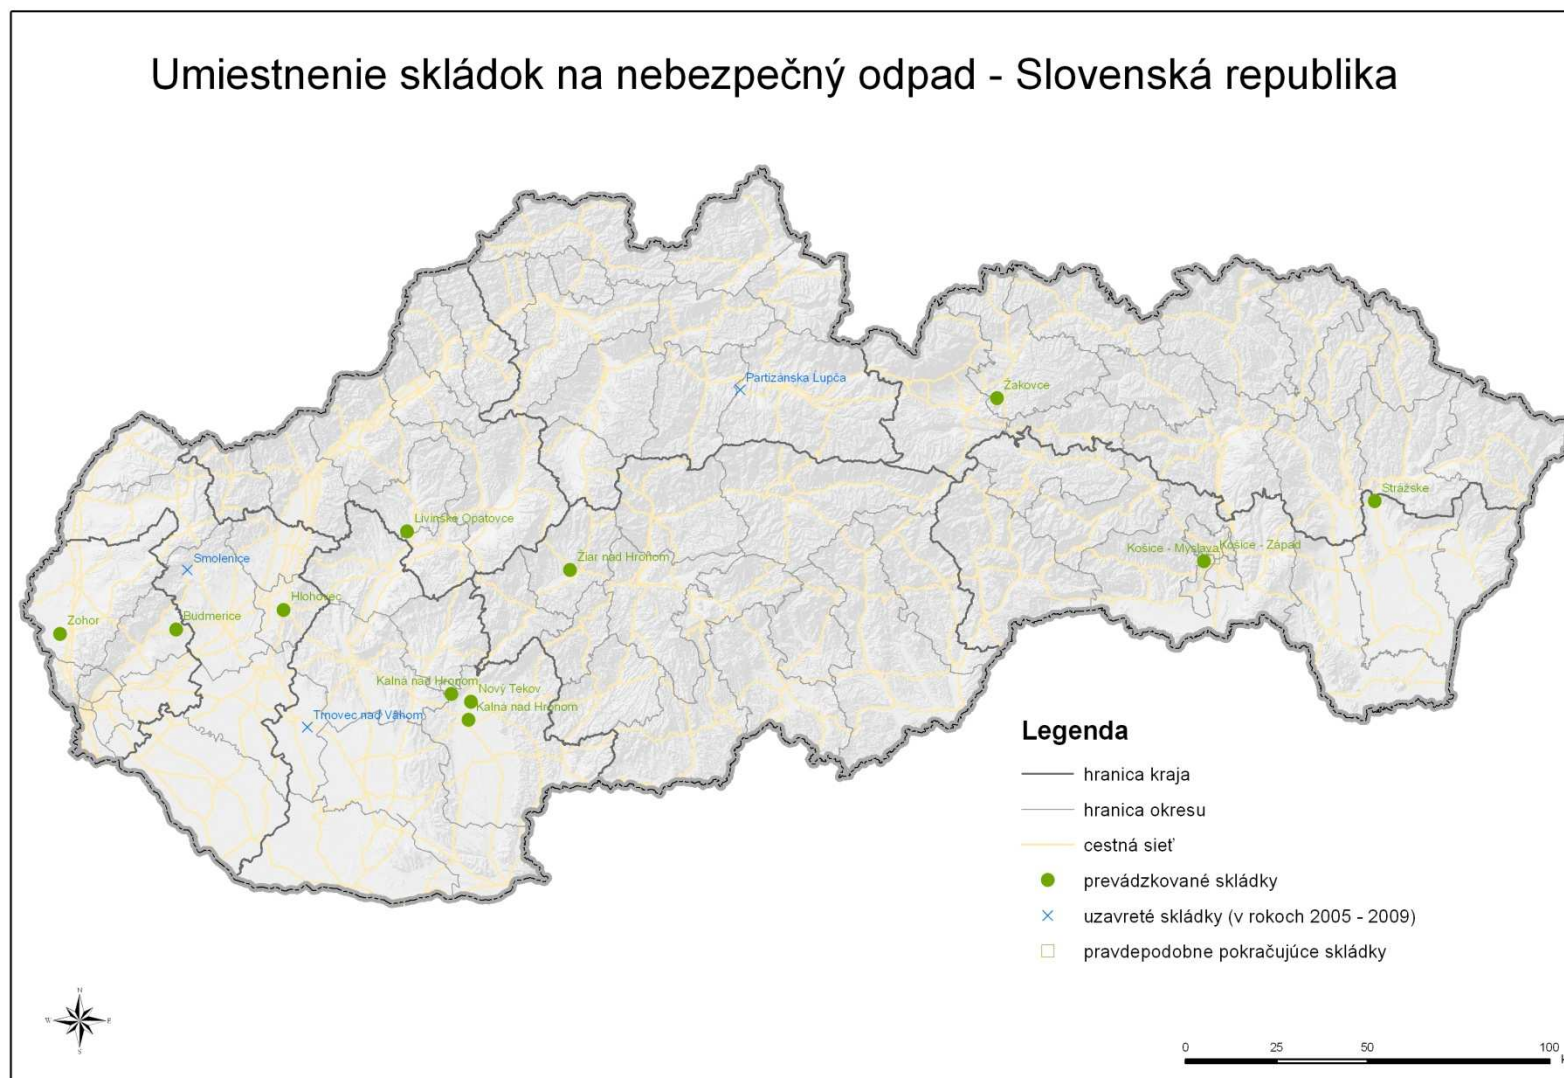 Umiestnenie skládok na nebezpečný odpad - Slovenská republika
Partizánska Ľupča
Žakovce
Strážske
Livinské Opatovce
Smolenice
Žiar nad Hronom
Košice - Myslava
Košice - Západ
Hlohovec
Zohor
Budmerice
Kalná nad Hronom
Nový Tekov
Kalná nad Hronom
Trnovec nad Váhom
Legenda
hranica kraja
hranica okresu
cestná sieť
prevádzkované skládky
uzavreté skládky (v rokoch 2005 - 2009)
pravdepodobne pokračujúce skládky
N
W E
S
0 25 50 100